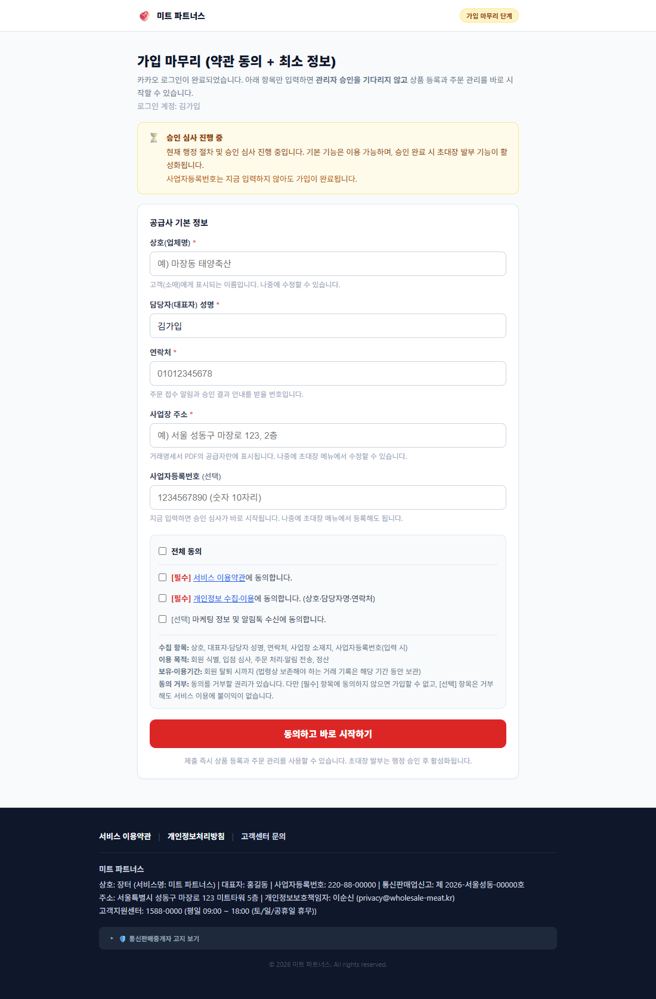 미트 파트너스
가입 마무리 단계
가입 마무리 (약관 동의 + 최소 정보)
카카오 로그인이 완료되었습니다. 아래 항목만 입력하면 관리자 승인을 기다리지 않고 상품 등록과 주문 관리를 바로 시
작할 수 있습니다.
로그인 계정: 김가입
승인 심사 진행 중
현재 행정 절차 및 승인 심사 진행 중입니다. 기본 기능은 이용 가능하며, 승인 완료 시 초대장 발부 기능이 활
성화됩니다.
사업자등록번호는 지금 입력하지 않아도 가입이 완료됩니다.
공급사 기본 정보
상호(업체명) *
예) 마장동 태양축산
고객(소매)에게 표시되는 이름입니다. 나중에 수정할 수 있습니다.
담당자(대표자) 성명 *
김가입
연락처 *
01012345678
주문 접수 알림과 승인 결과 안내를 받을 번호입니다.
사업장 주소 *
예) 서울 성동구 마장로 123, 2층
거래명세서 PDF의 공급자란에 표시됩니다. 나중에 초대장 메뉴에서 수정할 수 있습니다.
사업자등록번호 (선택)
1234567890 (숫자 10자리)
지금 입력하면 승인 심사가 바로 시작됩니다. 나중에 초대장 메뉴에서 등록해도 됩니다.
전체 동의
[필수] 서비스 이용약관에 동의합니다.
[필수] 개인정보 수집·이용에 동의합니다. (상호·담당자명·연락처)
[선택] 마케팅 정보 및 알림톡 수신에 동의합니다.
수집 항목: 상호, 대표자·담당자 성명, 연락처, 사업장 소재지, 사업자등록번호(입력 시)
이용 목적: 회원 식별, 입점 심사, 주문 처리·알림 전송, 정산
보유·이용기간: 회원 탈퇴 시까지 (법령상 보존해야 하는 거래 기록은 해당 기간 동안 보관)
동의 거부: 동의를 거부할 권리가 있습니다. 다만 [필수] 항목에 동의하지 않으면 가입할 수 없고, [선택] 항목은 거부
해도 서비스 이용에 불이익이 없습니다.
동의하고 바로 시작하기
제출 즉시 상품 등록과 주문 관리를 사용할 수 있습니다. 초대장 발부는 행정 승인 후 활성화됩니다.
서비스 이용약관 | 개인정보처리방침 | 고객센터 문의
미트 파트너스
상호: 장터 (서비스명: 미트 파트너스) | 대표자: 홍길동 | 사업자등록번호: 220-88-00000 | 통신판매업신고: 제 2026-서울성동-00000호
주소: 서울특별시 성동구 마장로 123 미트타워 5층 | 개인정보보호책임자: 이순신 (privacy@wholesale-meat.kr)
고객지원센터: 1588-0000 (평일 09:00 ~ 18:00 (토/일/공휴일 휴무))
통신판매중개자 고지 보기
© 2026 미트 파트너스. All rights reserved.